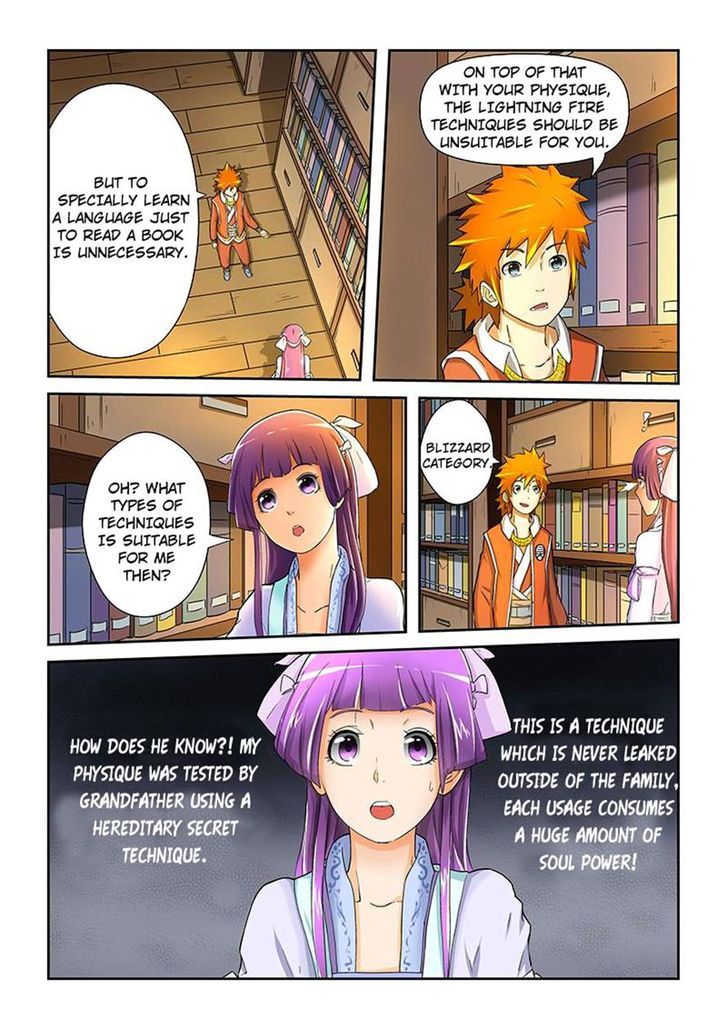 BUT TO
SPECIALLY LEARN
A LANGUAGE JUST
TO READ A BOOK
IS UNNECESSARY.
ON TOP OF THAT
WITH YOUR PHYSIQUE,
THE LIGHTNING FIRE
TECHNIQUES SHOULD BE
UNSUITABLE FOR YOU.
OH? WHAT
TYPES OF
TECHNIQUES
IS SUITABLE
FOR ME
THEN?
BLIZZARD
CATEGORY.
!
HOW DOES HE KNOW?! MY
PHYSIQUE WAS TESTED BY
GRANDFATHER USING A
HEREDITARY SECRET
TECHNIQUE.
THIS IS A TECHNIQUE
WHICH IS NEVER LEAKED
OUTSIDE OF THE FAMILY,
EACH USAGE CONSUMES
A HUGE AMOUNT OF
SOUL POWER!